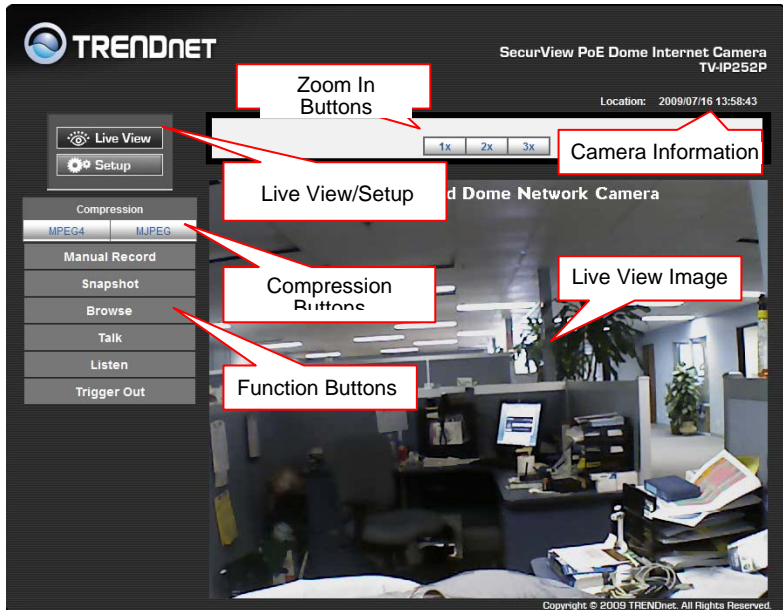 TRENDNET
SecurView PoE Dome Internet Camera
TV-IP252P
Location: 2009/07/16 13:58:43
Zoom In
Buttons
Live View
Setup
1x 2x 3x
Camera Information
Live View/Setup
d Dome Network Camera
Compression
MPEG4 MJPEG
Manual Record
Snapshot
Browse
Talk
Listen
Trigger Out
Compression
Buttons
Live View Image
Function Buttons
Copyright © 2009 TRENDnet. All Rights Reserved.